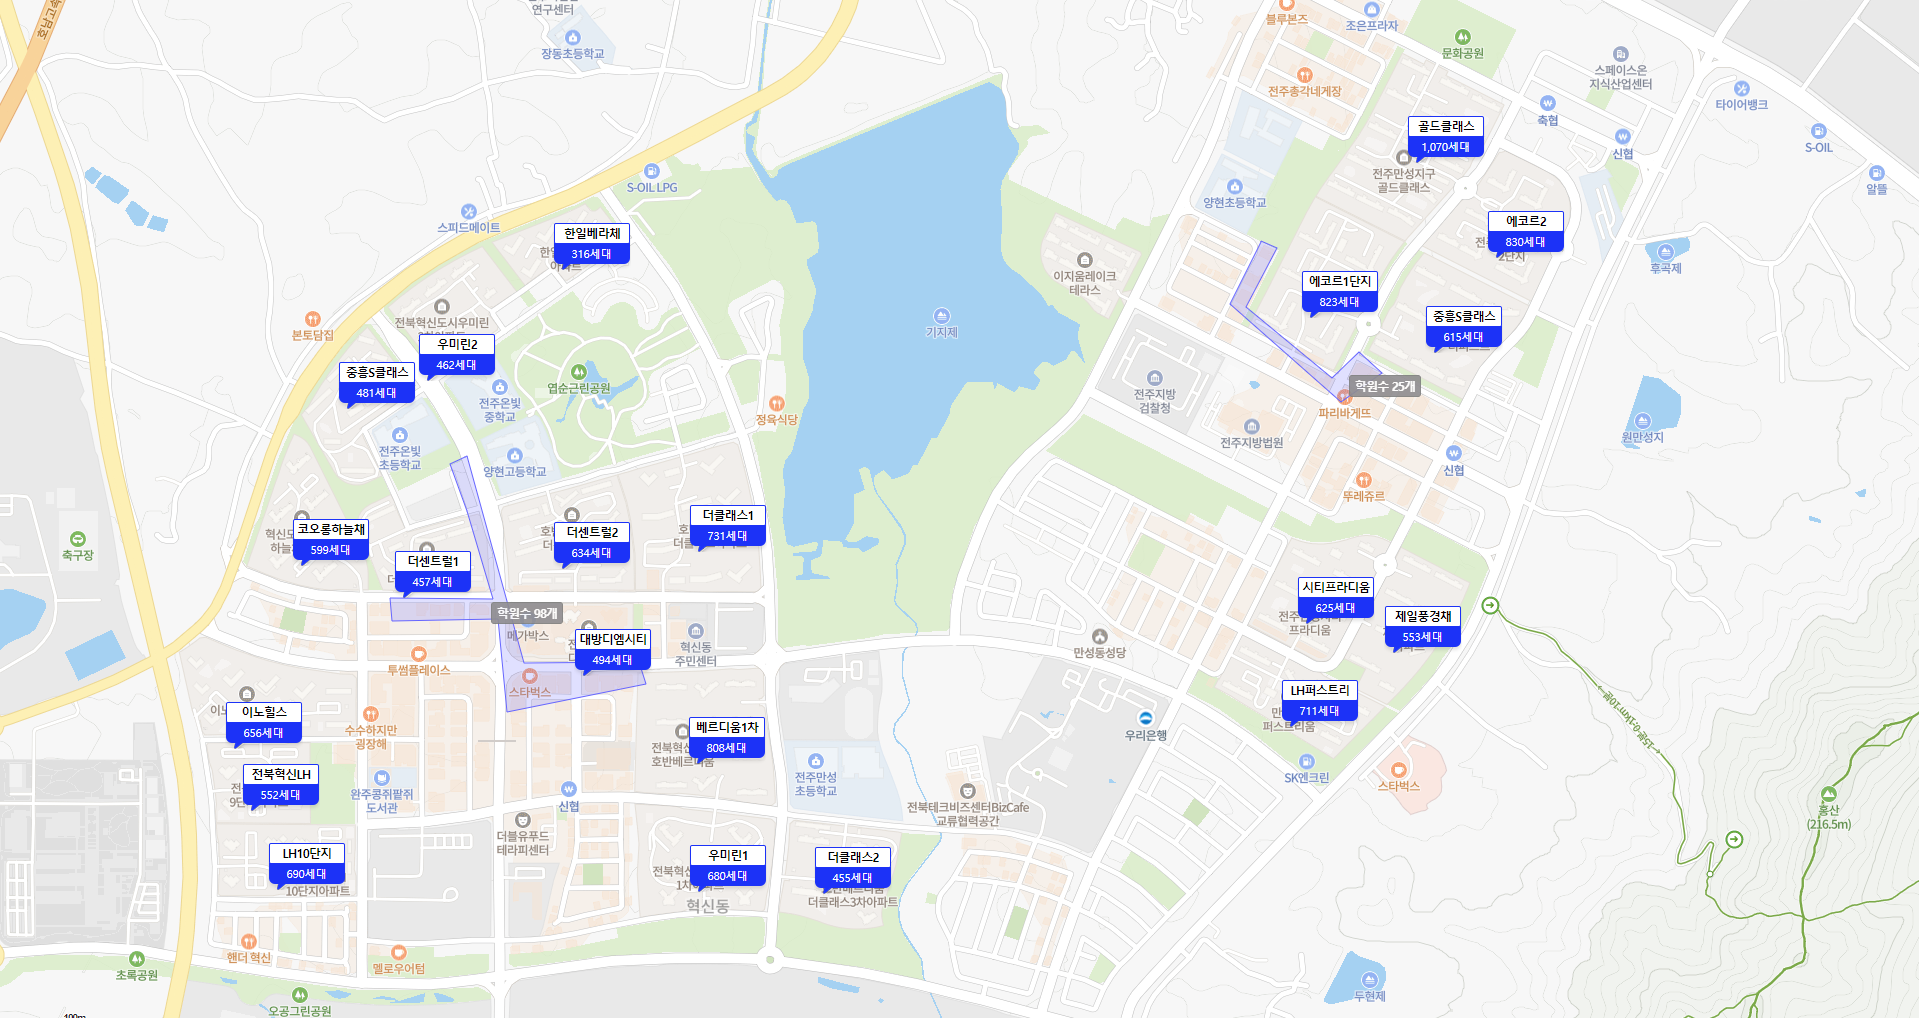 호남고속
연구센터
장동초등학교
블루본즈
조은프라자
문화공원
스페이스온
지식산업센터
타이어뱅크
전주총각네게장
축협
신협
S-OIL
알뜰
골드클래스
1,070세대
전주만성지구
골드클래스
양현초등학교
S-OIL LPG
스피드메이트
한일베라체
316세대
에코르2
830세대
2단지
후곡제
이지움레이크
테라스
에코르1단지
823세대
중흥S클래스
615세대
기지제
본토담집
전북혁신도시우미린
우미린2
462세대
중흥S클래스
481세대
엽순근린공원
전주온빛
중학교
정육식당
전주온빛
초등학교
양현고등학교
전주지방
검찰청
학원수 25개
파리바게뜨
전주지방법원
신협
원만성지
뚜레쥬르
축구장
코오롱하늘채
599세대
더센트럴1
457세대
더센트럴2
634세대
더클래스1
731세대
학원수 98개
메가박스
대방디엠시티
494세대
혁신동
주민센터
투썸플레이스
스타벅스
시티프라디움
625세대
프라디움
제일풍경채
553세대
만성동성당
LH퍼스트리
711세대
퍼스트리움
이노힐스
656세대
수수하지만
굉장해
베르디움1차
808세대
전북혁신
호반베르디움
우리은행
전북혁신LH
552세대
완주콩쥐팥쥐
도서관
신협
전주만성
초등학교
SK엔크린
스타벅스
홍산
(216.5m)
전북테크비즈센터BizCafe
교류협력공간
더블유푸드
테라피센터
LH10단지
690세대
10단지아파트
우미린1
680세대
더클래스2
455세대
더클래스3차아파트
혁신동
핸더 혁신
멜로우어텀
초록공원
오공그린공원
두현제
100m